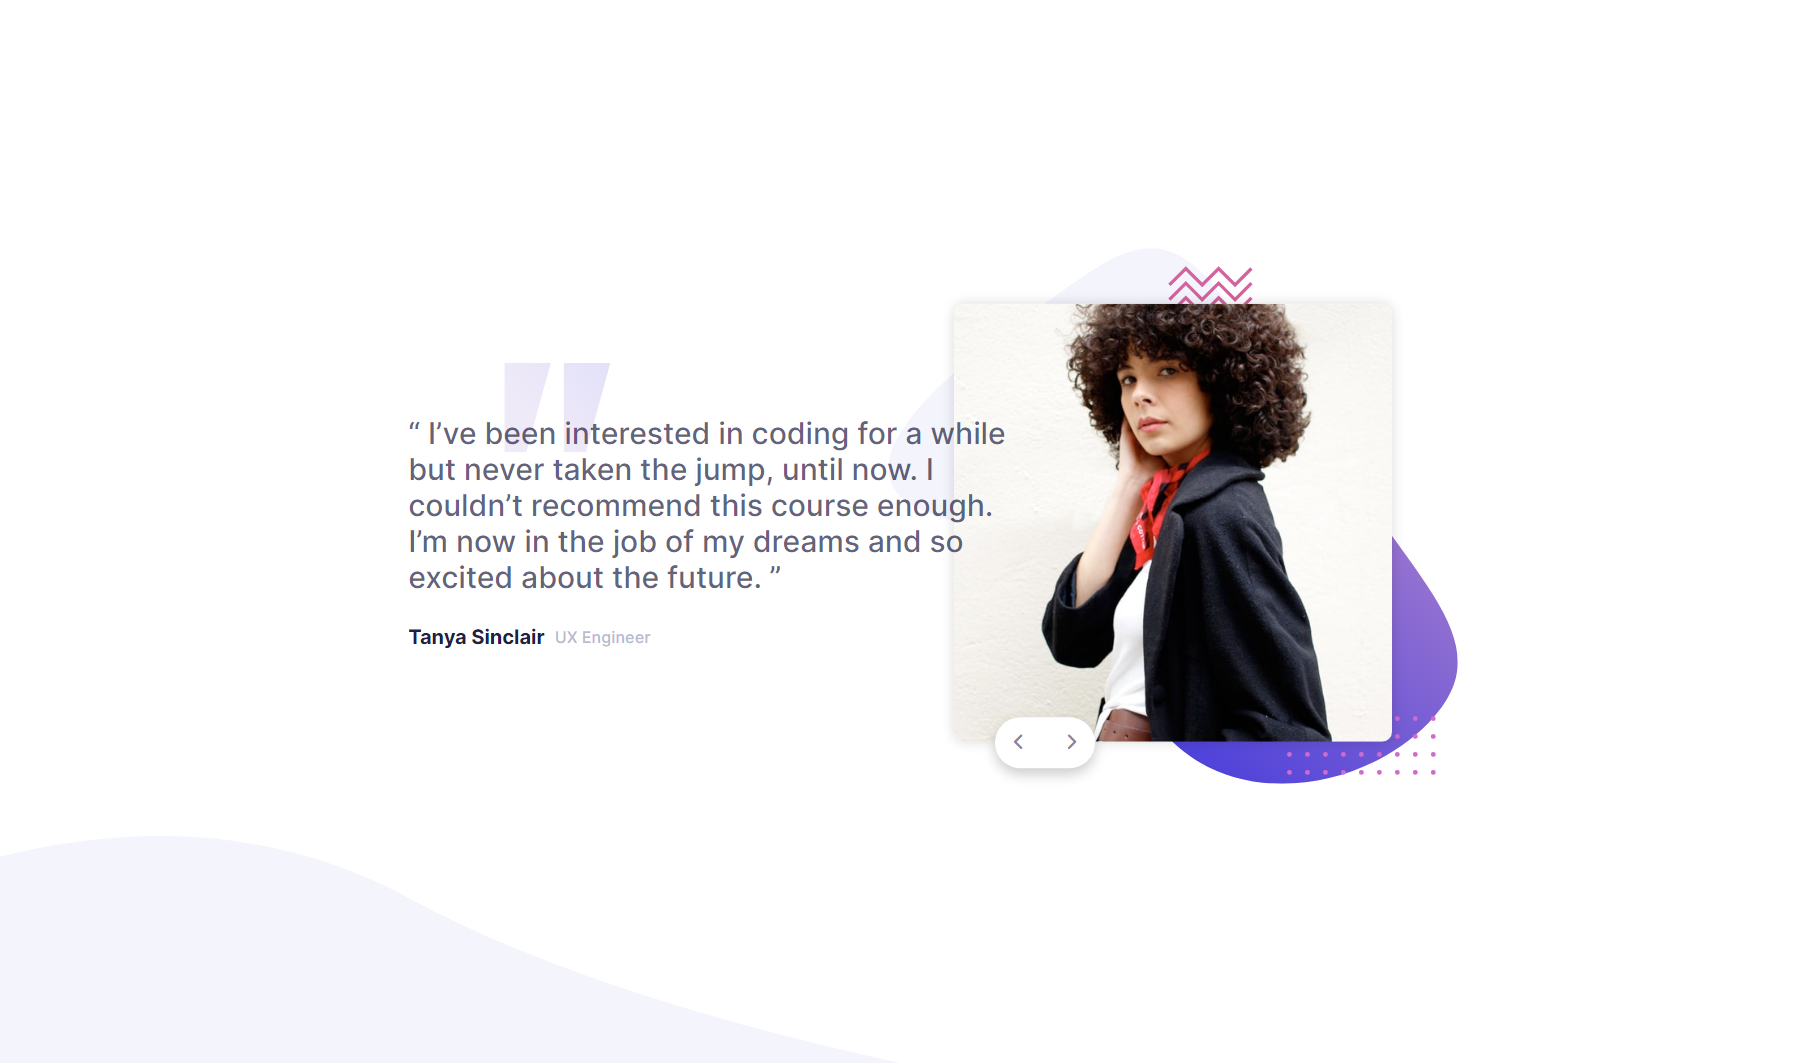 “ I’ve been interested in coding for a while
but never taken the jump, until now. I
couldn’t recommend this course enough.
I’m now in the job of my dreams and so
excited about the future. ”
Tanya Sinclair UX Engineer